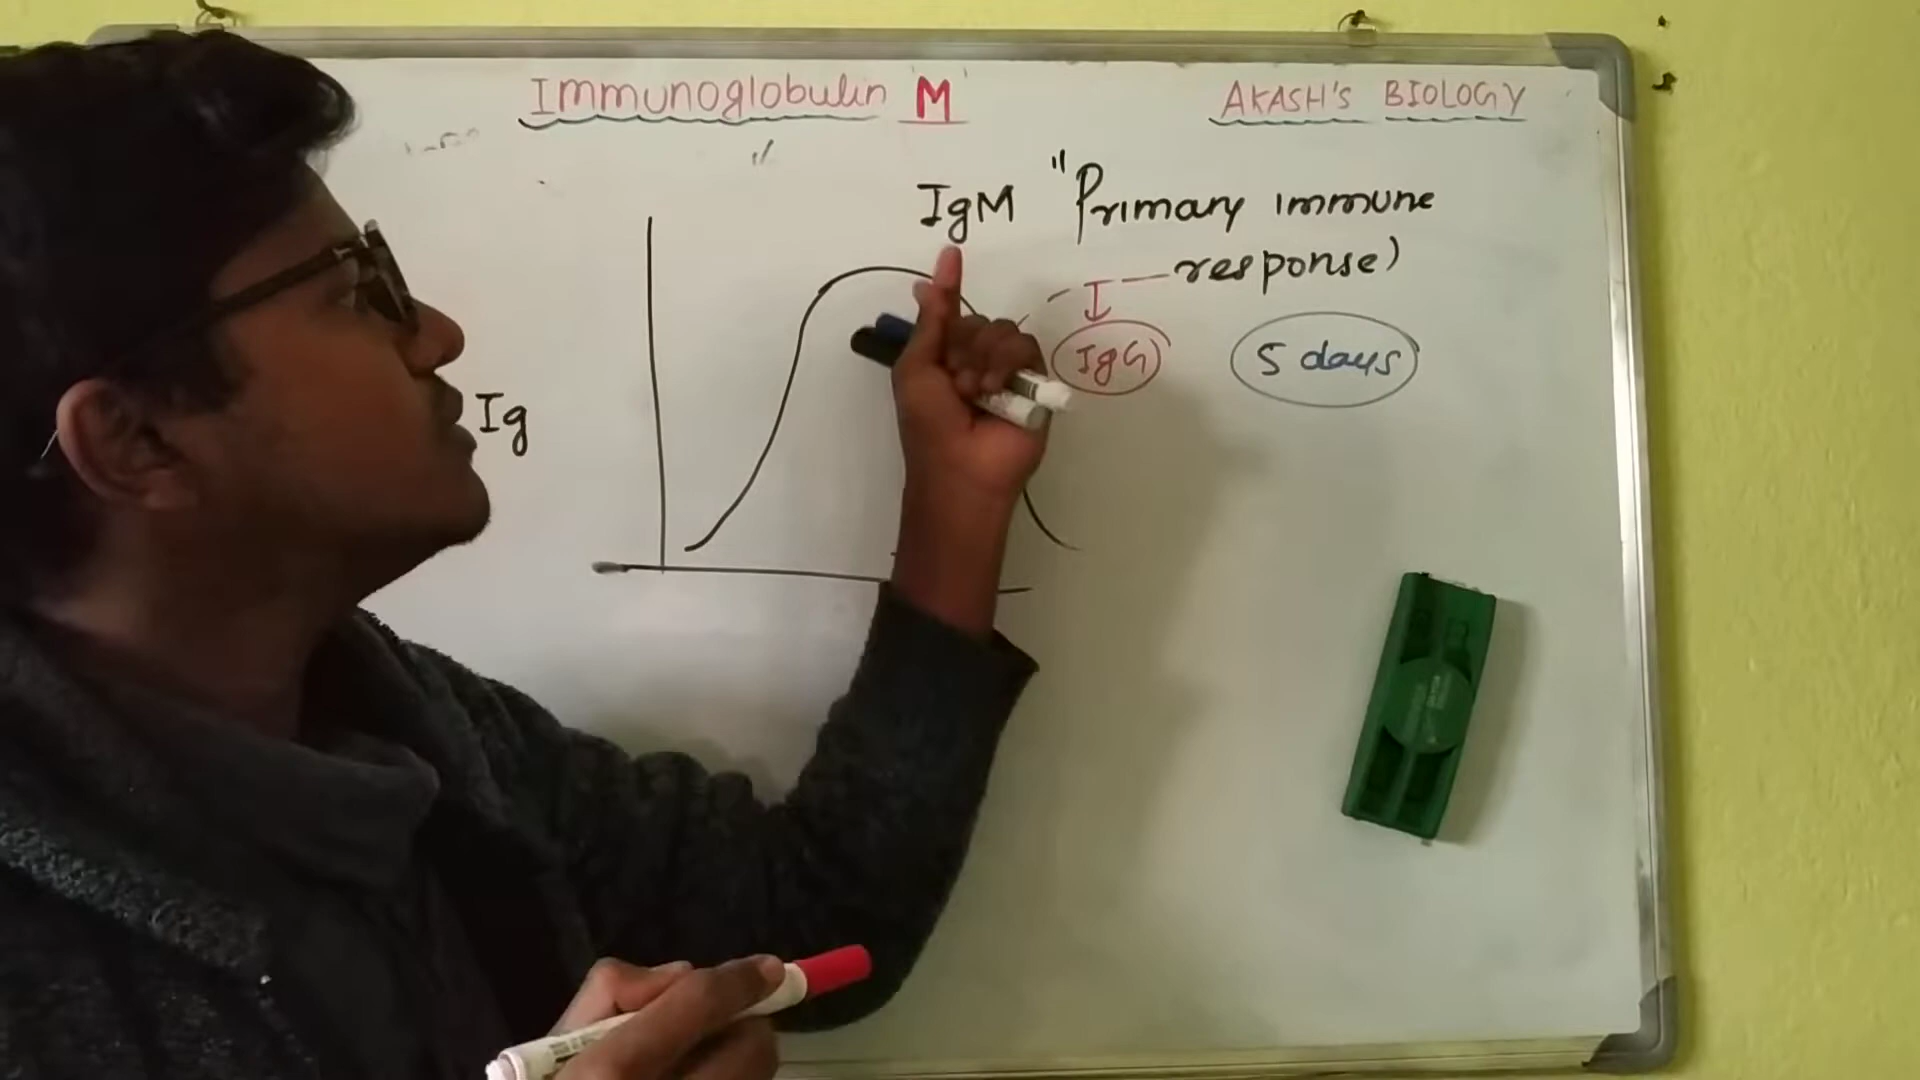 Immunoglobulin 'M'
AKASH'S BIOLOGY
IgM "Primary immune
response)
IgG
5 days
Ig